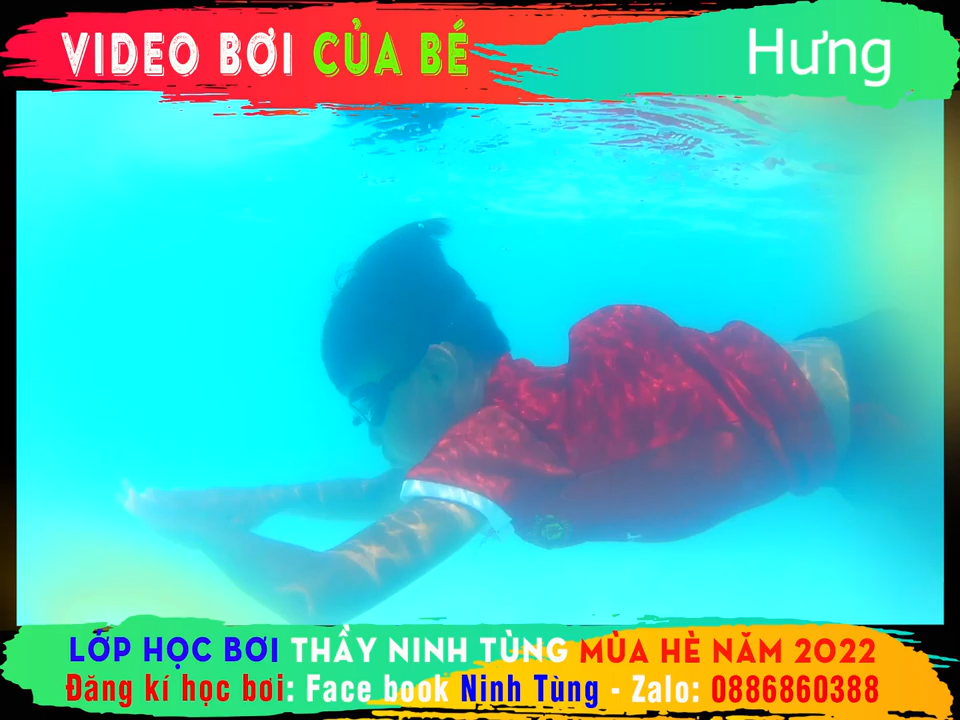 VIDEO BƠI CỦA BÉ Hưng
LỚP HỌC BƠI THẦY NINH TÙNG MÙA HÈ NĂM 2022
Đăng kí học bơi: Face book Ninh Tùng - Zalo: 0886860388